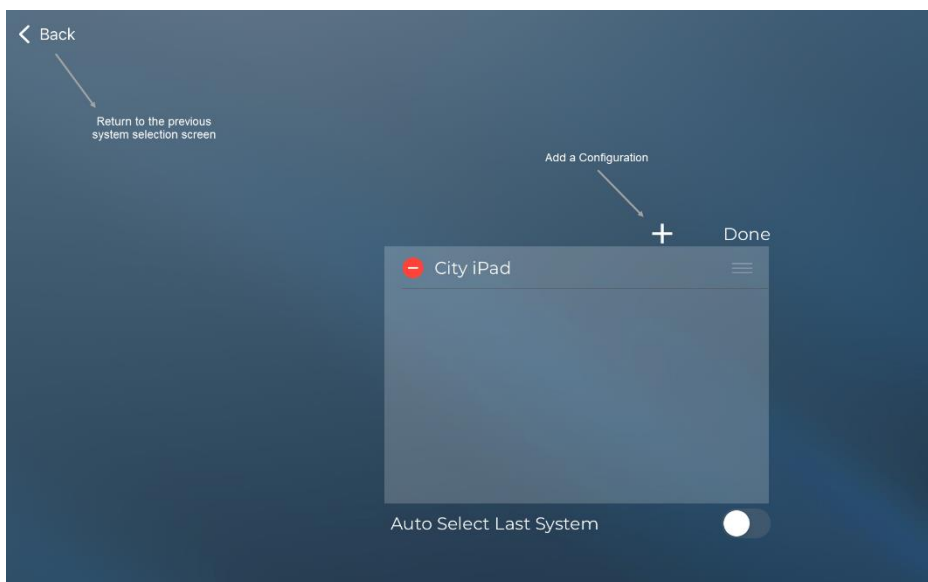 Back
Return to the previous
system selection screen
Add a Configuration
Done
City iPad
Auto Select Last System